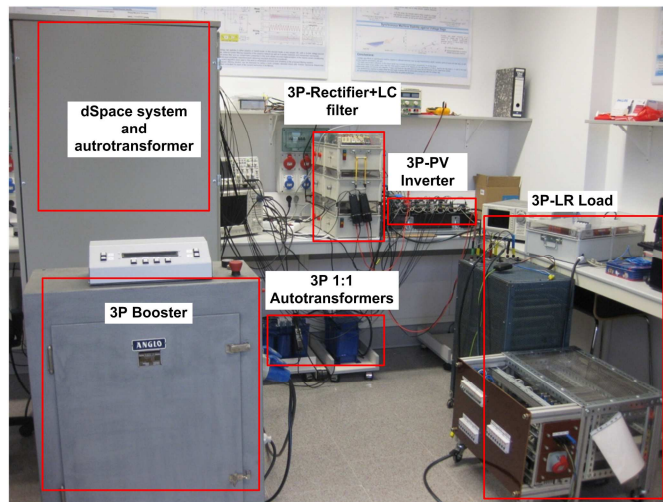 dSpace system
and
autrotransformer
3P-Rectifier+LC
filter
3P-PV
Inverter
3P-LR Load
3P 1:1
Autotransformers
3P Booster
ANGLO